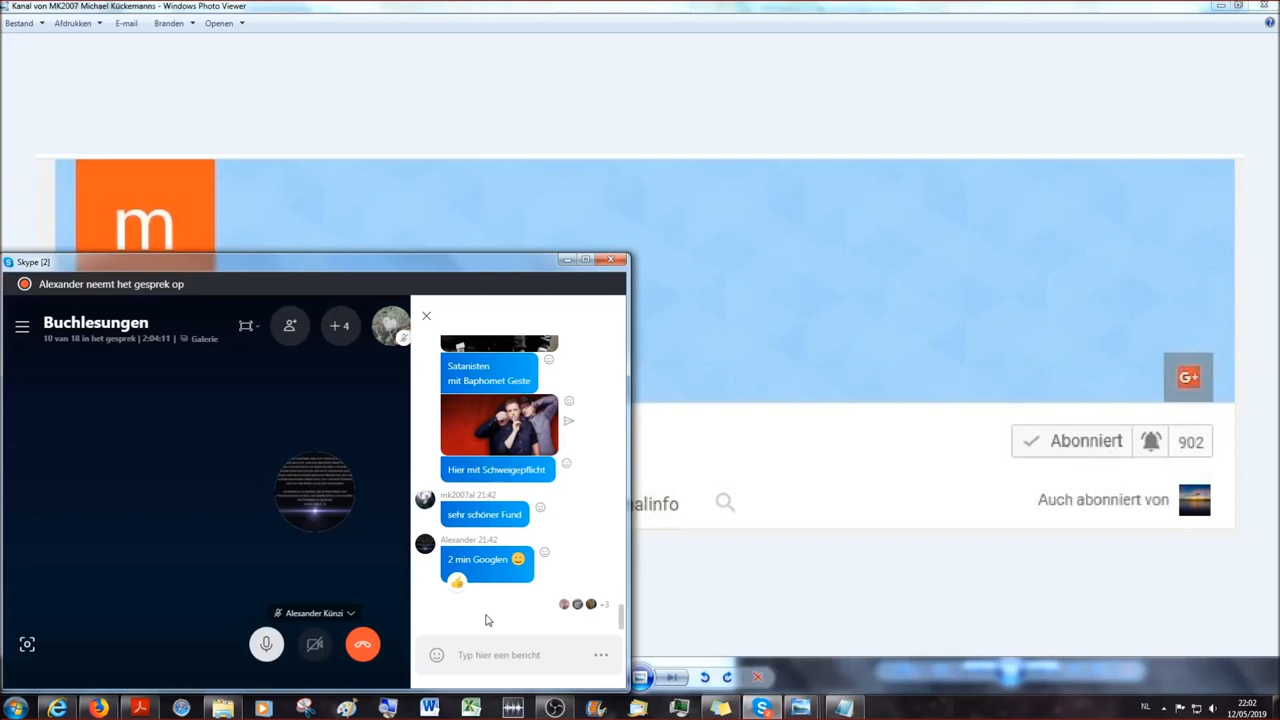 Kanal von MK2007 Michael Kückemanns - Windows Photo Viewer
Bestand Afdrukken E-mail Branden Openen
m
G+
Abonniert 902
Auch abonniert von
nalinfo
Skype [2]
Alexander neemt het gesprek op
Buchlesungen
10 van 18 in het gesprek | 2:04:11 | Galerie
+4
Satanisten
mit Baphomet Geste
Hier mit Schweigepflicht
mk2007al 21:42
sehr schöner Fund
Alexander 21:42
2 min Googlen 😊
+3
Alexander Künzi
Typ hier een bericht
NL
22:02
12/05/2019